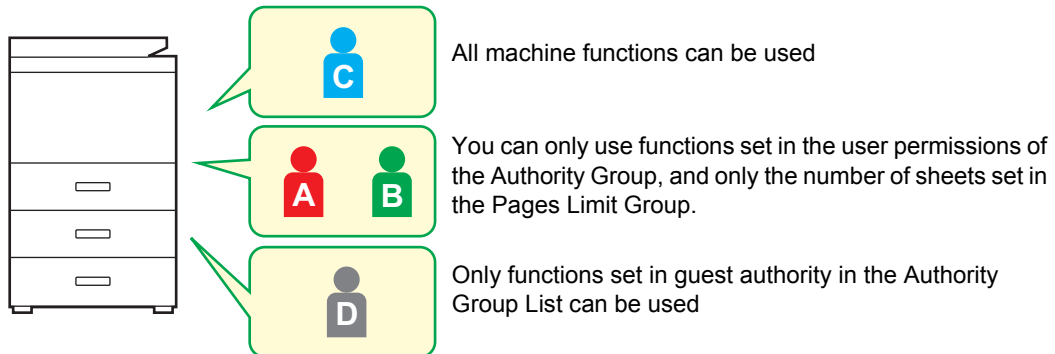 C
All machine functions can be used
A
B
You can only use functions set in the user permissions of
the Authority Group, and only the number of sheets set in
the Pages Limit Group.
D
Only functions set in guest authority in the Authority
Group List can be used